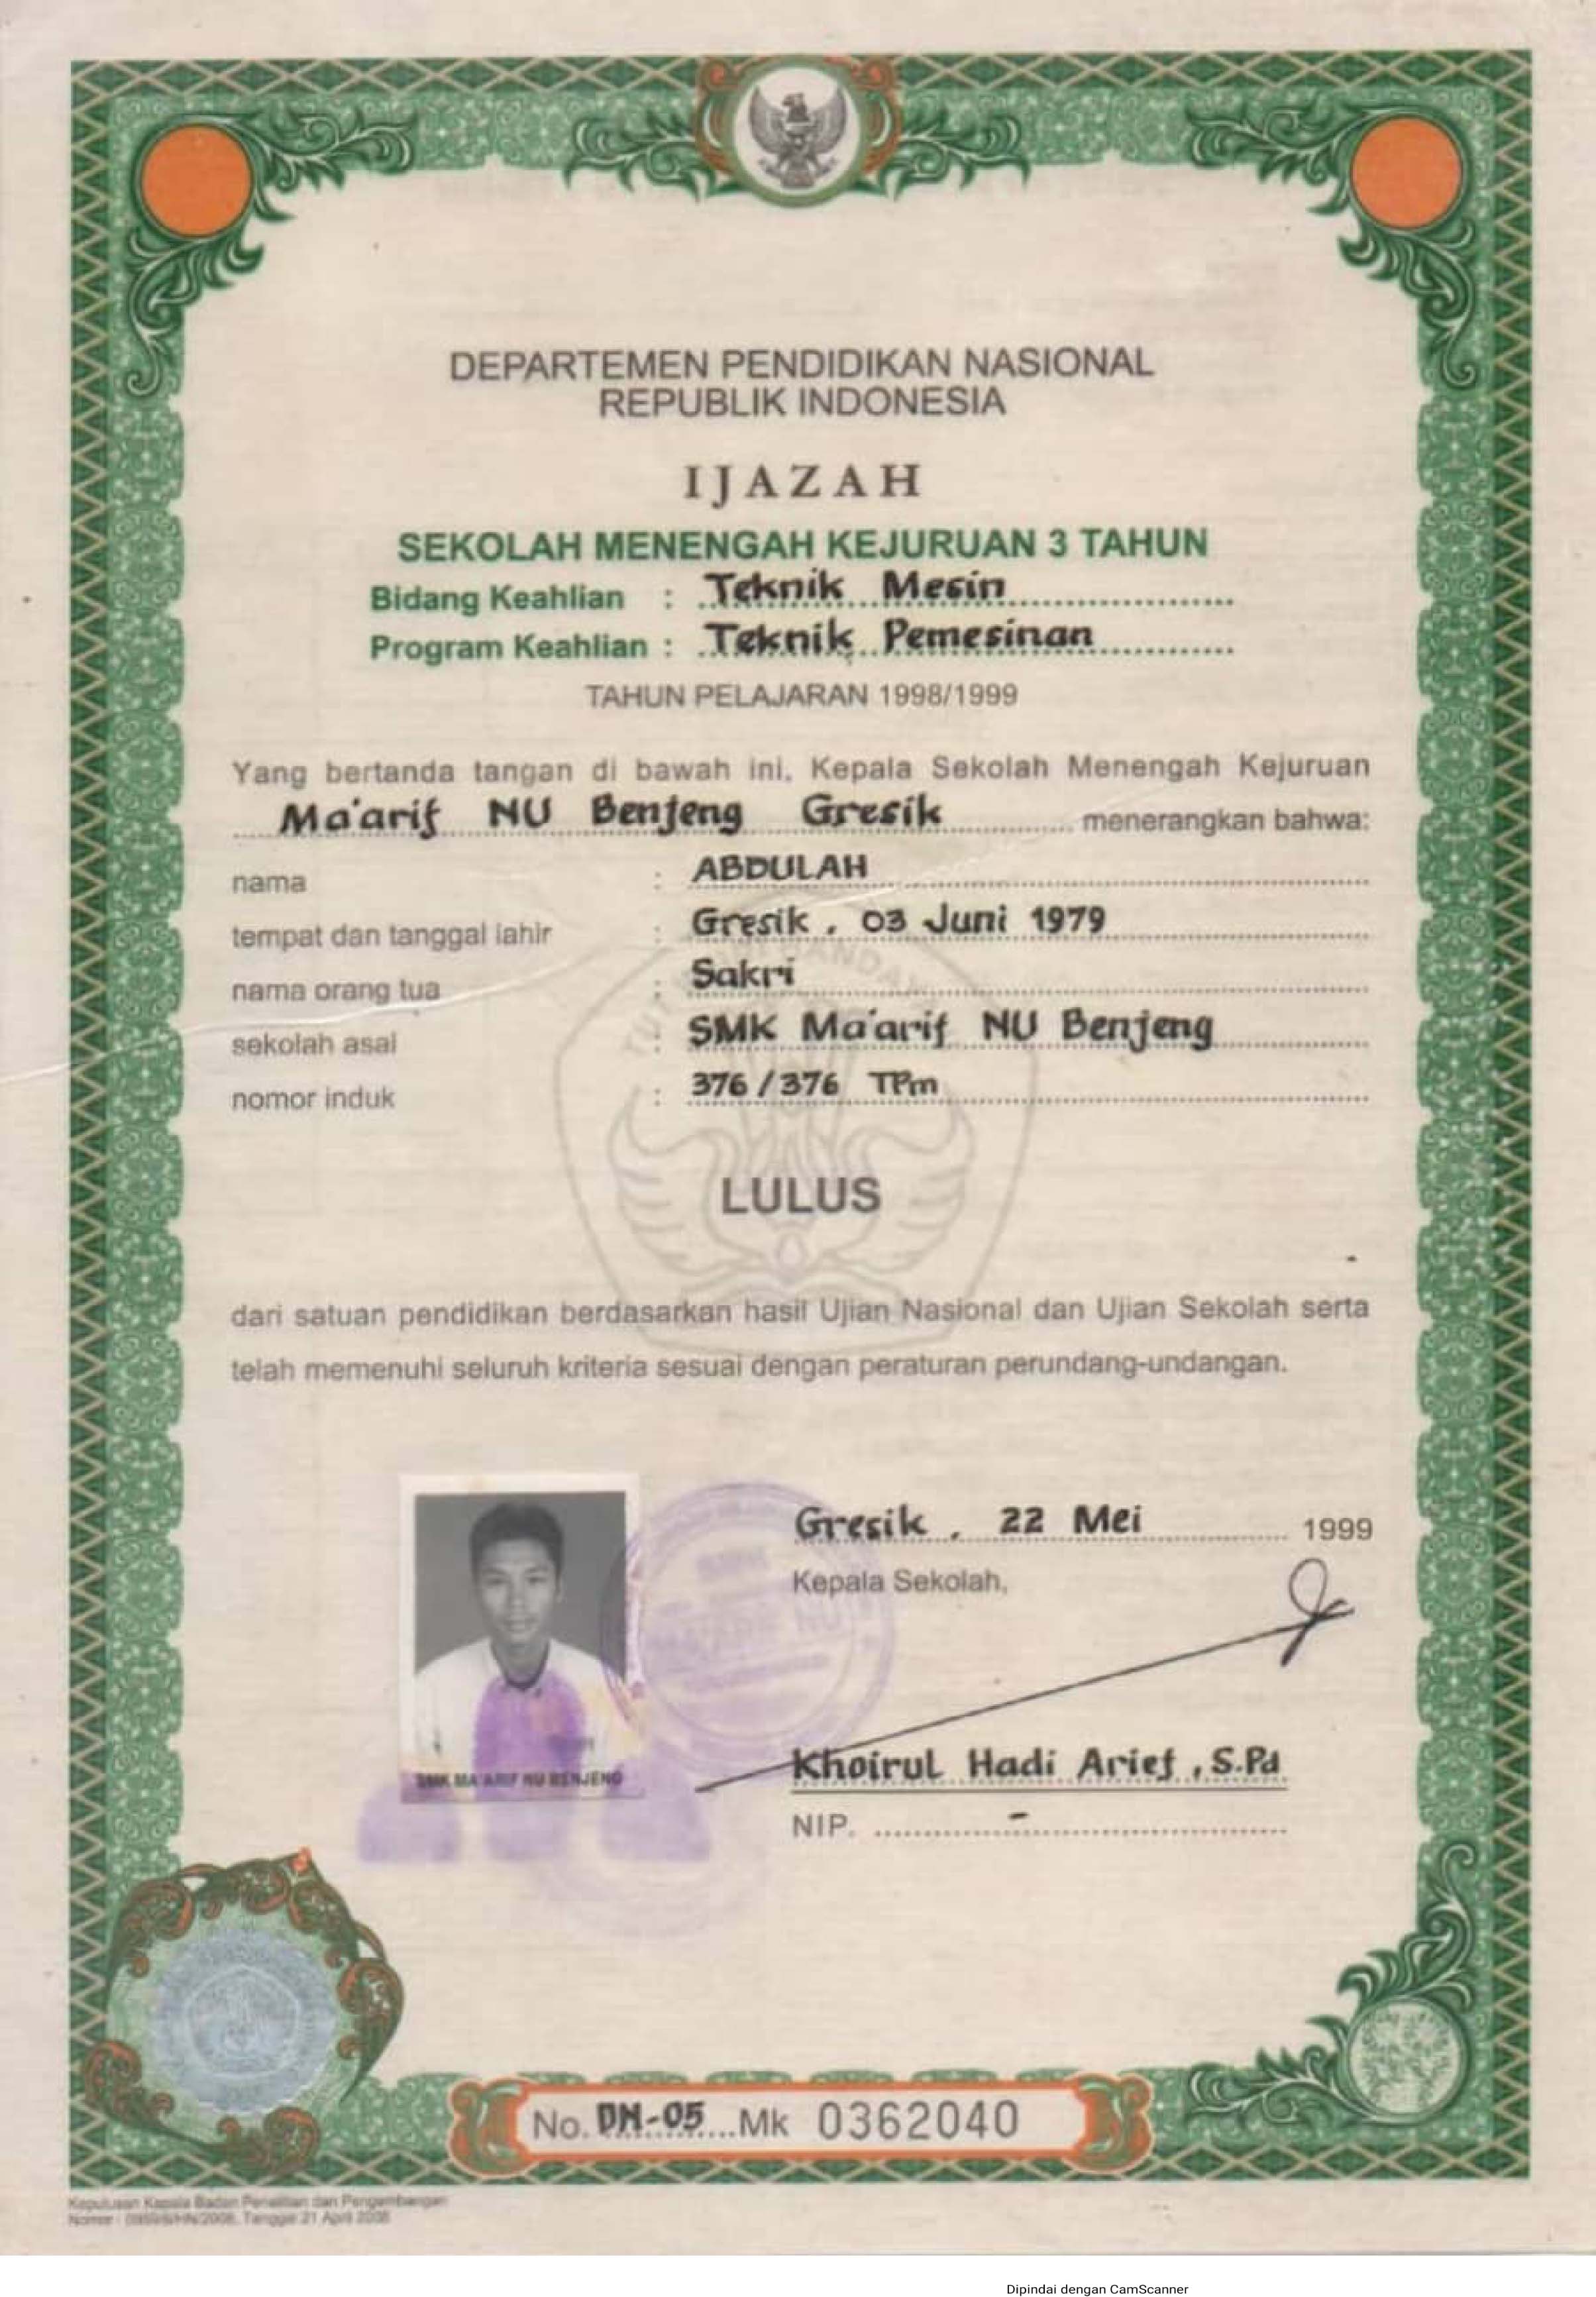 DEPARTEMEN PENDIDIKAN NASIONAL
REPUBLIK INDONESIA
IJAZAH
SEKOLAH MENENGAH KEJURUAN 3 TAHUN
Bidang Keahlian : Teknik Mesin
Program Keahlian : Teknik Pemesinan
TAHUN PELAJARAN 1998/1999
Yang bertanda tangan di bawah ini, Kepala Sekolah Menengah Kejuruan
Ma'arif NU Benjeng Gresik menerangkan bahwa:
nama : ABDULAH
tempat dan tanggal lahir : Gresik, 03 Juni 1979
nama orang tua : Sakri
sekolah asal : SMK Ma'arif NU Benjeng
nomor induk : 376/376 TPm
LULUS
dari satuan pendidikan berdasarkan hasil Ujian Nasional dan Ujian Sekolah serta
telah memenuhi seluruh kriteria sesuai dengan peraturan perundang-undangan.
Gresik, 22 Mei 1999
Kepala Sekolah,
SMK MA'ARIF NU BENJENG
Khoirul Hadi Arief, S.Pd
NIP. -
No. DM-05 Mk 0362040
Keputusan Kepala Badan Penelitian dan Pengembangan
Nomor : Tanggal 21 April 2008
Dipindai dengan CamScanner